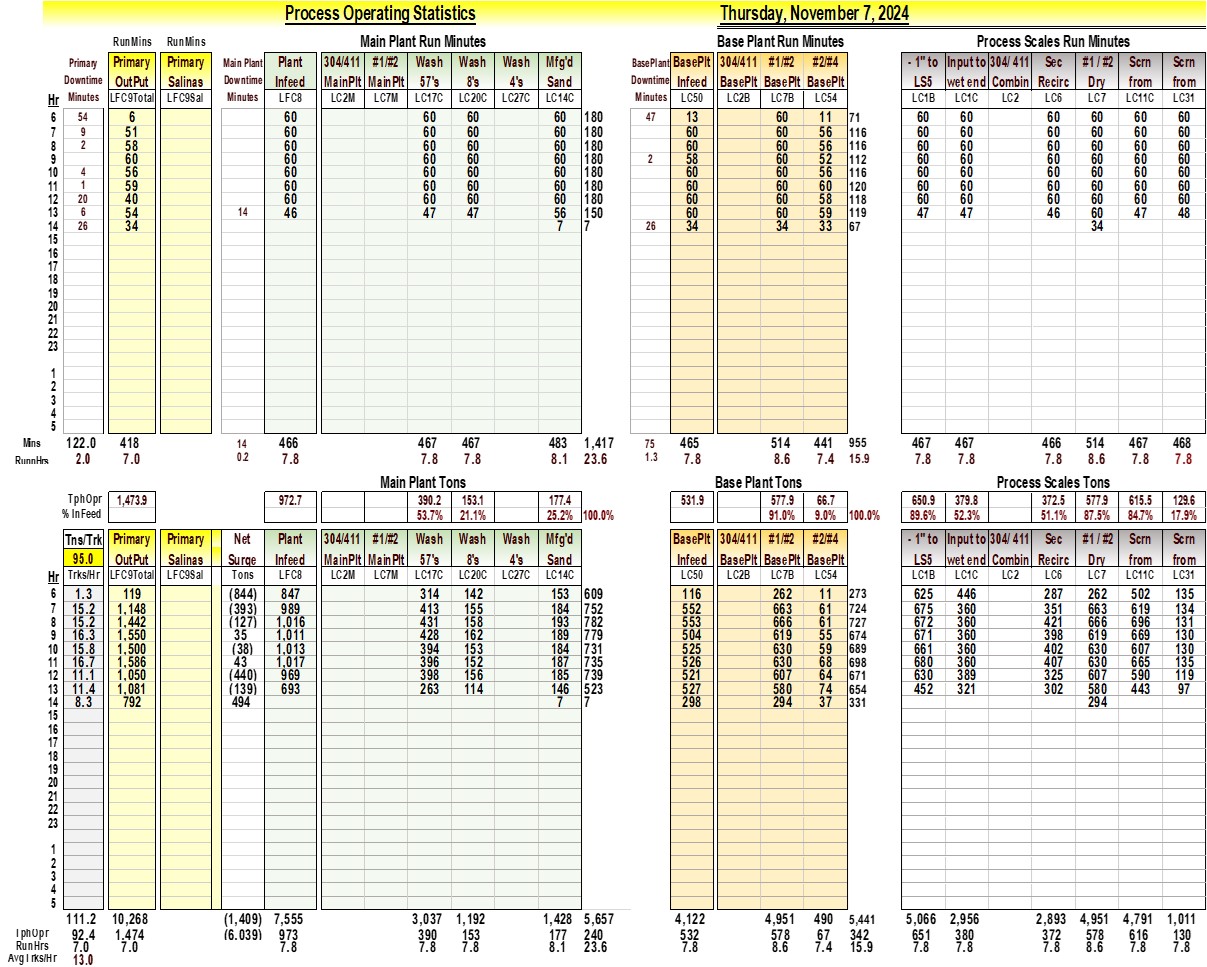 Process Operating Statistics Thursday, November 7, 2024
RunMins RunMins Main Plant Run Minutes Base Plant Run Minutes Process Scales Run Minutes
Primary Primary Primary Main Plant Plant 304/411 #1/#2 Wash Wash Wash Mfg'd BasePlant BasePlt 304/411 #1/#2 #2/#4 - 1" to Input to 304/ 411 Sec #1 / #2 Scrn Scrn
Downtime OutPut Salinas Downtime Infeed MainPlt MainPlt 57's 8's 4's Sand Downtime Infeed BasePlt BasePlt BasePlt LS5 wet end Combin Recirc Dry from from
Hr Minutes LFC9Total LFC9Sal Minutes LFC8 LC2M LC7M LC17C LC20C LC27C LC14C Minutes LC50 LC2B LC7B LC54 LC1B LC1C LC2 LC6 LC7 LC11C LC31
6 54 6 60 60 60 60 180 47 13 60 11 71 60 60 60 60 60 60
7 9 51 60 60 60 60 180 60 60 56 116 60 60 60 60 60 60
8 2 58 60 60 60 60 180 60 60 56 116 60 60 60 60 60 60
9 60 60 60 60 60 180 2 58 60 52 112 60 60 60 60 60 60
10 4 56 60 60 60 60 180 60 60 56 116 60 60 60 60 60 60
11 1 59 60 60 60 60 180 60 60 60 120 60 60 60 60 60 60
12 20 40 60 60 60 60 180 60 60 58 118 60 60 60 60 60 60
13 6 54 14 46 47 47 56 150 60 60 59 119 47 47 46 60 47 48
14 26 34 7 7 26 34 34 33 67 34
15
16
17
18
19
20
21
22
23
1
2
3
4
5
Mins 122.0 418 14 466 467 467 483 1,417 75 465 514 441 955 467 467 466 514 467 468
RunnHrs 2.0 7.0 0.2 7.8 7.8 7.8 8.1 23.6 1.3 7.8 8.6 7.4 15.9 7.8 7.8 7.8 8.6 7.8 7.8
Main Plant Tons Base Plant Tons Process Scales Tons
TphOpr 1,473.9 972.7 390.2 153.1 177.4 531.9 577.9 66.7 650.9 379.8 372.5 577.9 615.5 129.6
% InFeed 53.7% 21.1% 25.2% 100.0% 91.0% 9.0% 100.0% 89.6% 52.3% 51.1% 87.5% 84.7% 17.9%
Tns/Trk Primary Primary Net Plant 304/411 #1/#2 Wash Wash Wash Mfg'd BasePlt 304/411 #1/#2 #2/#4 - 1" to Input to 304/ 411 Sec #1 / #2 Scrn Scrn
95.0 OutPut Salinas Surge Infeed MainPlt MainPlt 57's 8's 4's Sand Infeed BasePlt BasePlt BasePlt LS5 wet end Combin Recirc Dry from from
Hr Trks/Hr LFC9Total LFC9Sal Tons LFC8 LC2M LC7M LC17C LC20C LC27C LC14C LC50 LC2B LC7B LC54 LC1B LC1C LC2 LC6 LC7 LC11C LC31
6 1.3 119 (844) 847 314 142 153 609 116 262 11 273 625 446 287 262 502 135
7 15.2 1,148 (393) 989 413 155 184 752 552 663 61 724 675 360 351 663 619 134
8 15.2 1,442 (127) 1,016 431 158 193 782 553 666 61 727 672 360 421 666 696 131
9 16.3 1,550 35 1,011 428 162 189 779 504 619 55 674 671 360 398 619 669 130
10 15.8 1,500 (38) 1,013 394 153 184 731 525 630 59 689 661 360 402 630 607 130
11 16.7 1,586 43 1,017 396 152 187 735 526 630 68 698 680 360 407 630 665 135
12 11.1 1,050 (440) 969 398 156 185 739 521 607 64 671 630 389 325 607 590 119
13 11.4 1,081 (139) 693 263 114 146 523 527 580 74 654 452 321 302 580 443 97
14 8.3 792 494 7 7 298 294 37 331 294
15
16
17
18
19
20
21
22
23
1
2
3
4
5
111.2 10,268 (1,409) 7,555 3,037 1,192 1,428 5,657 4,122 4,951 490 5,441 5,066 2,956 2,893 4,951 4,791 1,011
TphOpr 92.4 1,474 (6.039) 973 390 153 177 240 532 578 67 342 651 380 372 578 616 130
RunHrs 7.0 7.0 7.8 7.8 7.8 8.1 23.6 7.8 8.6 7.4 15.9 7.8 7.8 7.8 8.6 7.8 7.8
AvgTrks/Hr 13.0